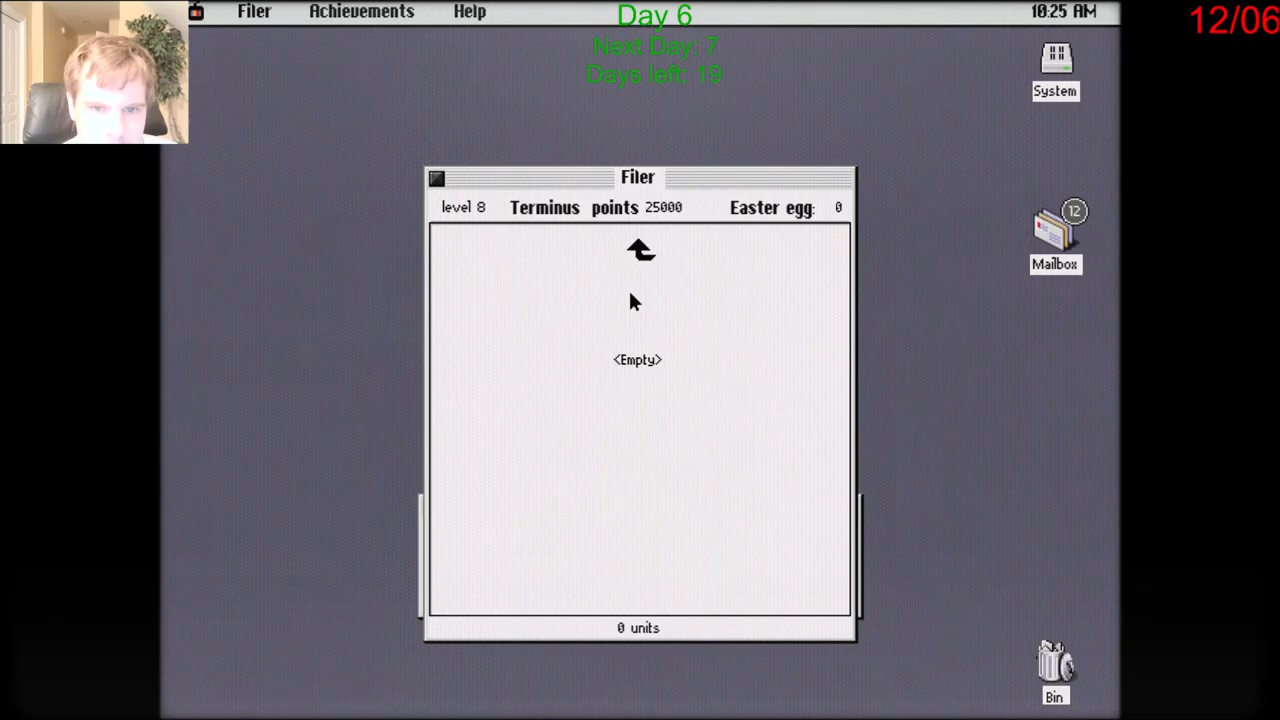 Filer Achievements Help
Day 6
Next Day: 7
Days left: 19
10:25 AM
12/06
System
12
Mailbox
Filer
level 8 Terminus points 25000 Easter egg: 0
<Empty>
0 units
Bin